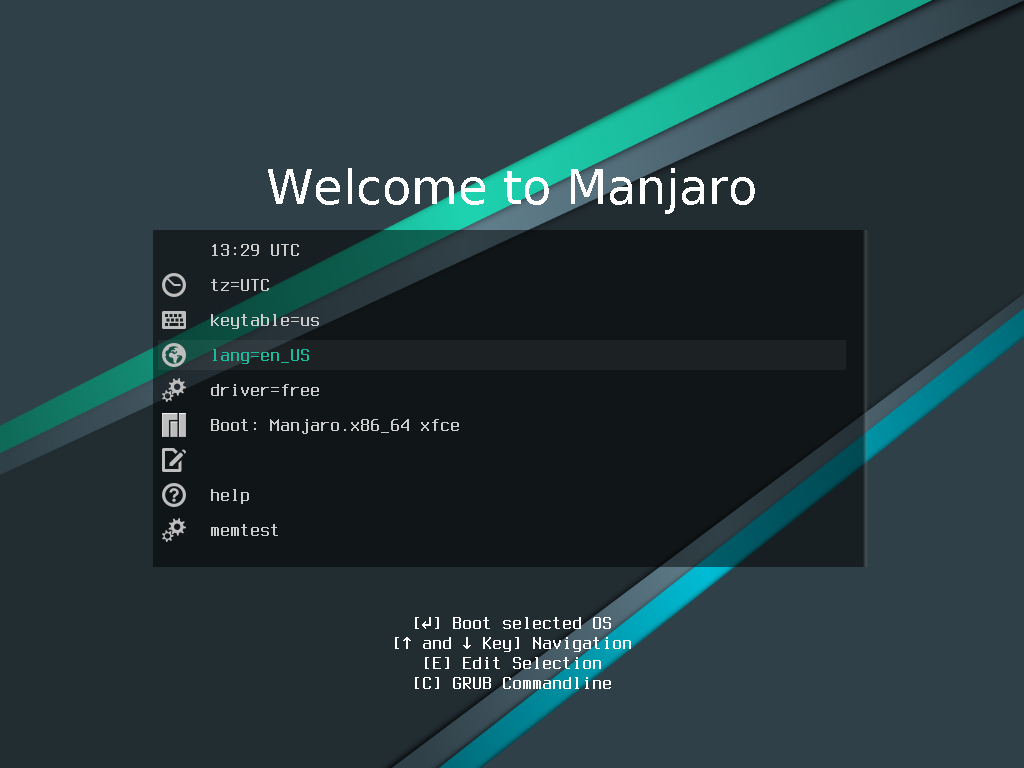 Welcome to Manjaro
13:29 UTC
tz=UTC
keytable=us
lang=en_US
driver=free
Boot: Manjaro.x86_64 xfce
help
memtest
[↲] Boot selected OS
[↑ and ↓ Key] Navigation
[E] Edit Selection
[C] GRUB Commandline